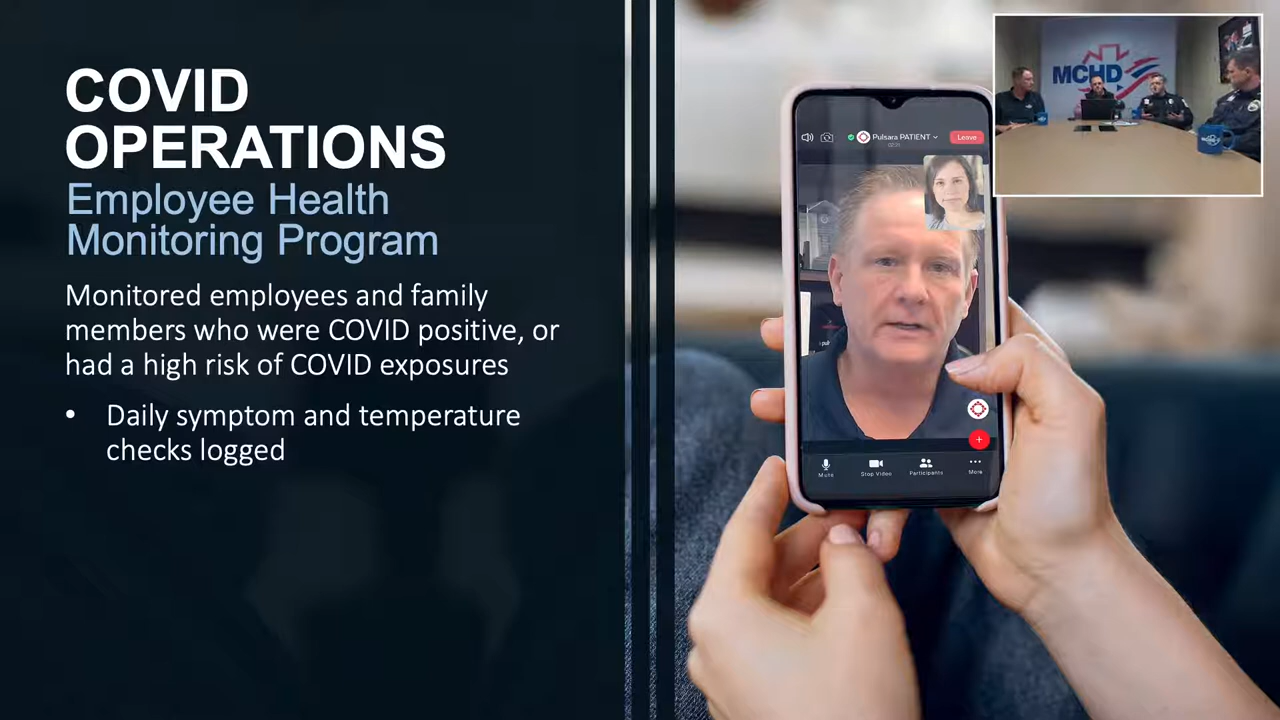 COVID
OPERATIONS
Employee Health
Monitoring Program
Monitored employees and family
members who were COVID positive, or
had a high risk of COVID exposures
• Daily symptom and temperature
checks logged
Pulsara PATIENT
Leave
Mute
Stop Video
Participants
More
MCHD